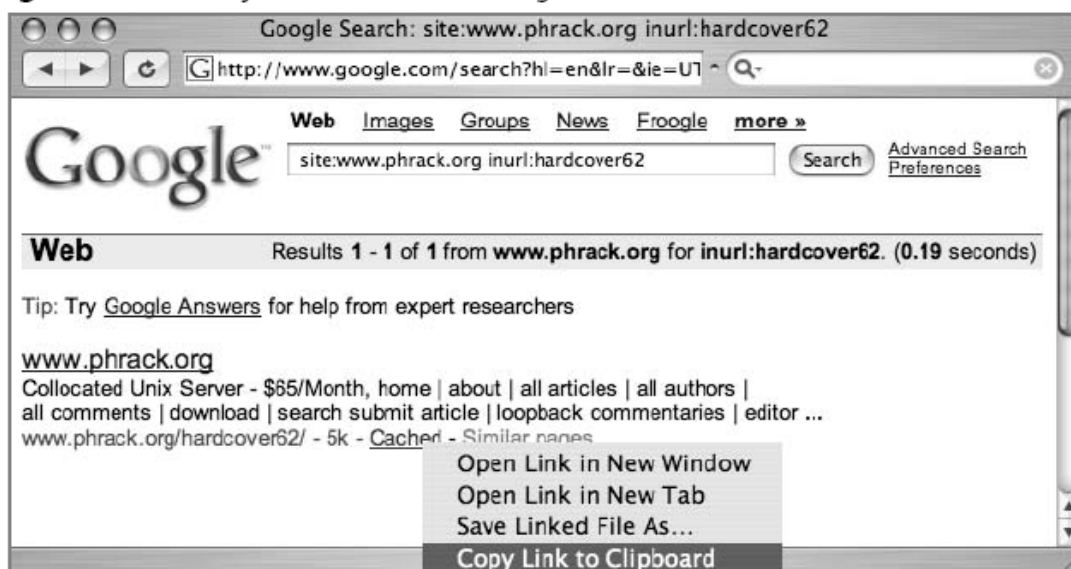 Google Search: site:www.phrack.org inurl:hardcover62
G http://www.google.com/search?hl=en&lr=&ie=UT
Q-
Google™
Web Images Groups News Froogle more »
site:www.phrack.org inurl:hardcover62
Search
Advanced Search
Preferences
Web
Results 1 - 1 of 1 from www.phrack.org for inurl:hardcover62. (0.19 seconds)
Tip: Try Google Answers for help from expert researchers
www.phrack.org
Collocated Unix Server - $65/Month, home | about | all articles | all authors |
all comments | download | search submit article | loopback commentaries | editor ...
www.phrack.org/hardcover62/ - 5k - Cached - Similar pages
Open Link in New Window
Open Link in New Tab
Save Linked File As...
Copy Link to Clipboard